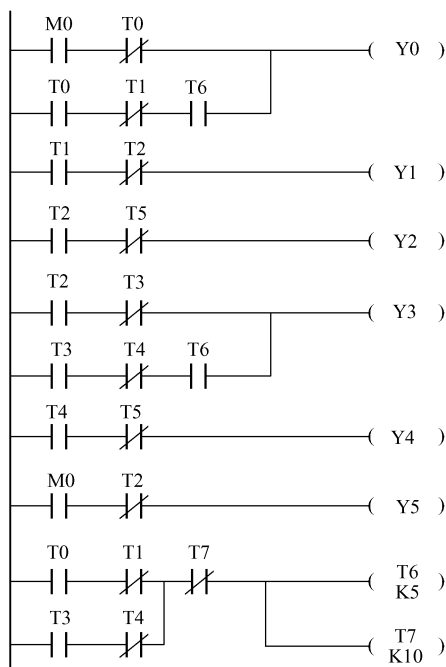 M0 T0
( Y0 )
T0 T1 T6
T1 T2
( Y1 )
T2 T5
( Y2 )
T2 T3
( Y3 )
T3 T4 T6
T4 T5
( Y4 )
M0 T2
( Y5 )
T0 T1 T7
( T6 )
K5
T3 T4
( T7 )
K10